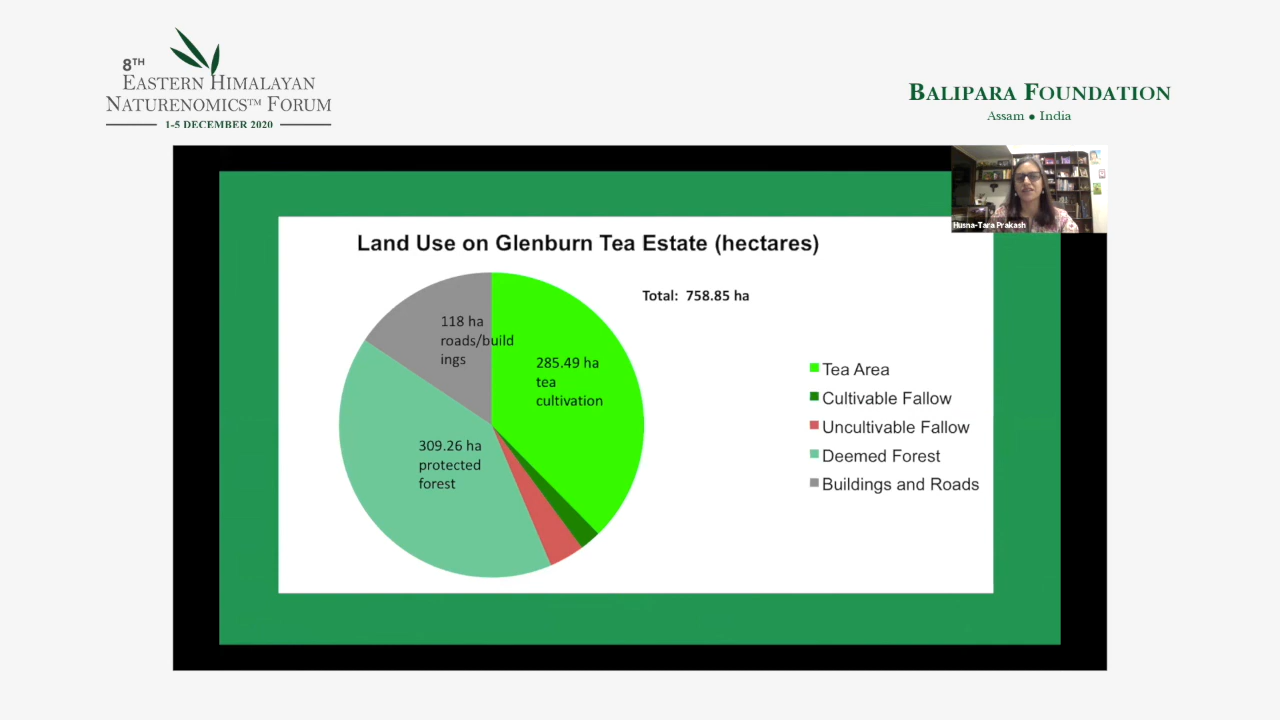 8TH
EASTERN HIMALAYAN
NATURENOMICS™ FORUM
1-5 DECEMBER 2020
BALIPARA FOUNDATION
Assam ● India
Husna-Tara Prakash
Land Use on Glenburn Tea Estate (hectares)
Total: 758.85 ha
118 ha
roads/build
ings
285.49 ha
tea
cultivation
309.26 ha
protected
forest
Tea Area
Cultivable Fallow
Uncultivable Fallow
Deemed Forest
Buildings and Roads